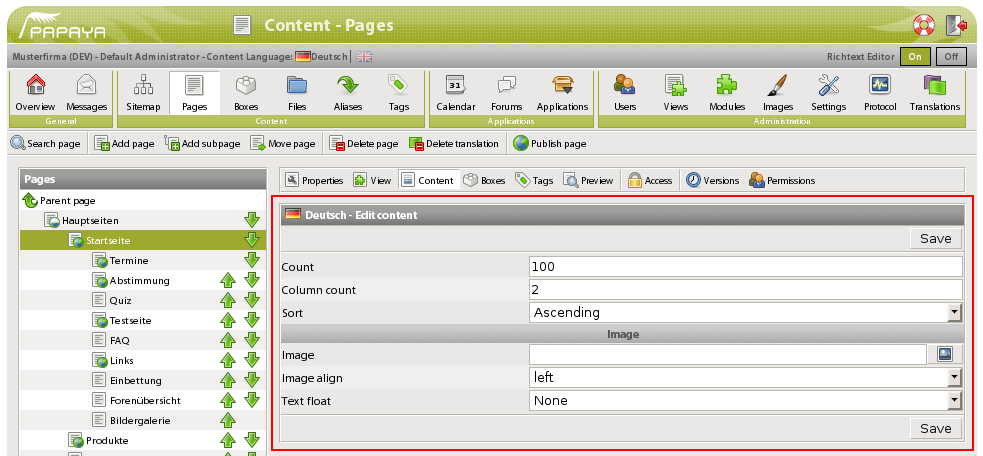 PAPAYA
Content - Pages
Musterfirma (DEV) - Default Administrator - Content Language: Deutsch |
Richtext Editor On Off
Overview Messages Sitemap Pages Boxes Files Aliases Tags Calendar Forums Applications Users Views Modules Images Settings Protocol Translations
General Content Applications Administration
Search page Add page Add subpage Move page Delete page Delete translation Publish page
Pages
Parent page
Hauptseiten
Startseite
Termine
Abstimmung
Quiz
Testseite
FAQ
Links
Einbettung
Forenübersicht
Bildergalerie
Produkte
Properties View Content Boxes Tags Preview Access Versions Permissions
Deutsch - Edit content
Save
Count 100
Column count 2
Sort Ascending
Image
Image
Image align left
Text float None
Save